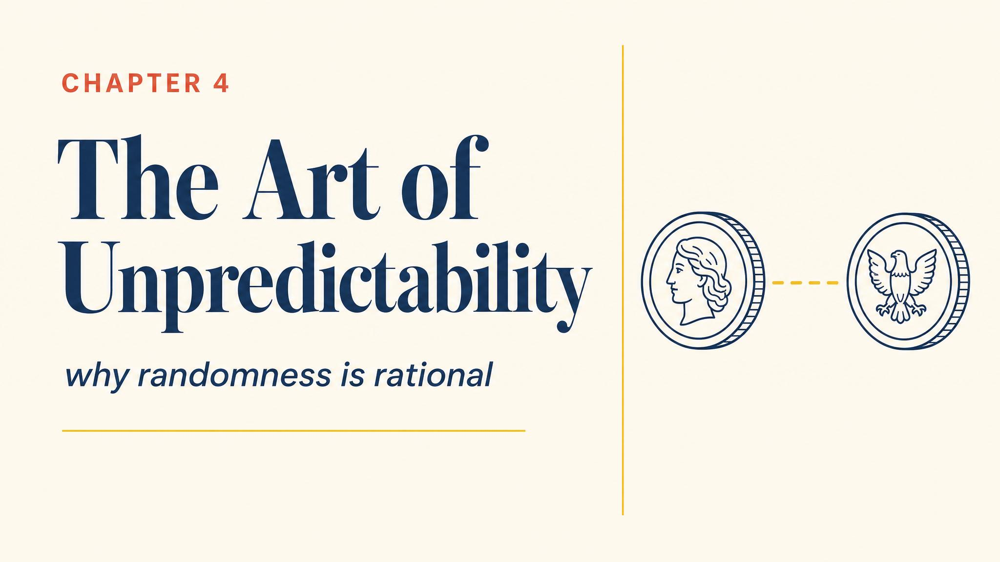 CHAPTER 4
The Art of
Unpredictability
why randomness is rational